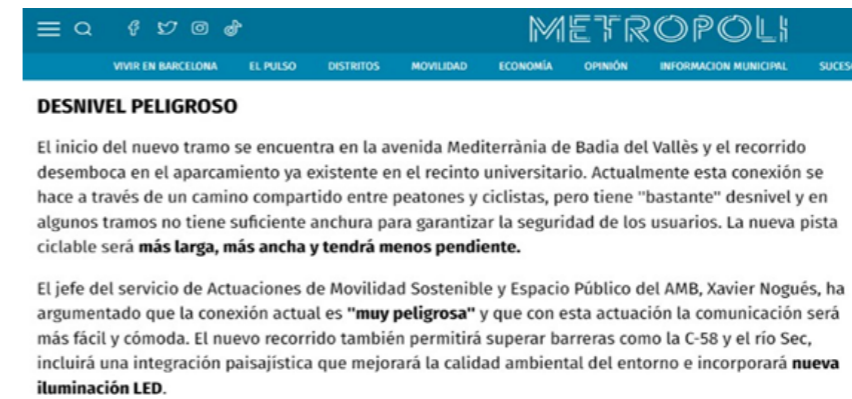 METROPOLI
VIVIR EN BARCELONA EL PULSO DISTRITOS MOVILIDAD ECONOMÍA OPINIÓN INFORMACION MUNICIPAL SUCES
DESNIVEL PELIGROSO
El inicio del nuevo tramo se encuentra en la avenida Mediterrània de Badia del Vallès y el recorrido
desemboca en el aparcamiento ya existente en el recinto universitario. Actualmente esta conexión se
hace a través de un camino compartido entre peatones y ciclistas, pero tiene "bastante" desnivel y en
algunos tramos no tiene suficiente anchura para garantizar la seguridad de los usuarios. La nueva pista
ciclable será más larga, más ancha y tendrá menos pendiente.
El jefe del servicio de Actuaciones de Movilidad Sostenible y Espacio Público del AMB, Xavier Nogués, ha
argumentado que la conexión actual es "muy peligrosa" y que con esta actuación la comunicación será
más fácil y cómoda. El nuevo recorrido también permitirá superar barreras como la C-58 y el río Sec,
incluirá una integración paisajística que mejorará la calidad ambiental del entorno e incorporará nueva
iluminación LED.